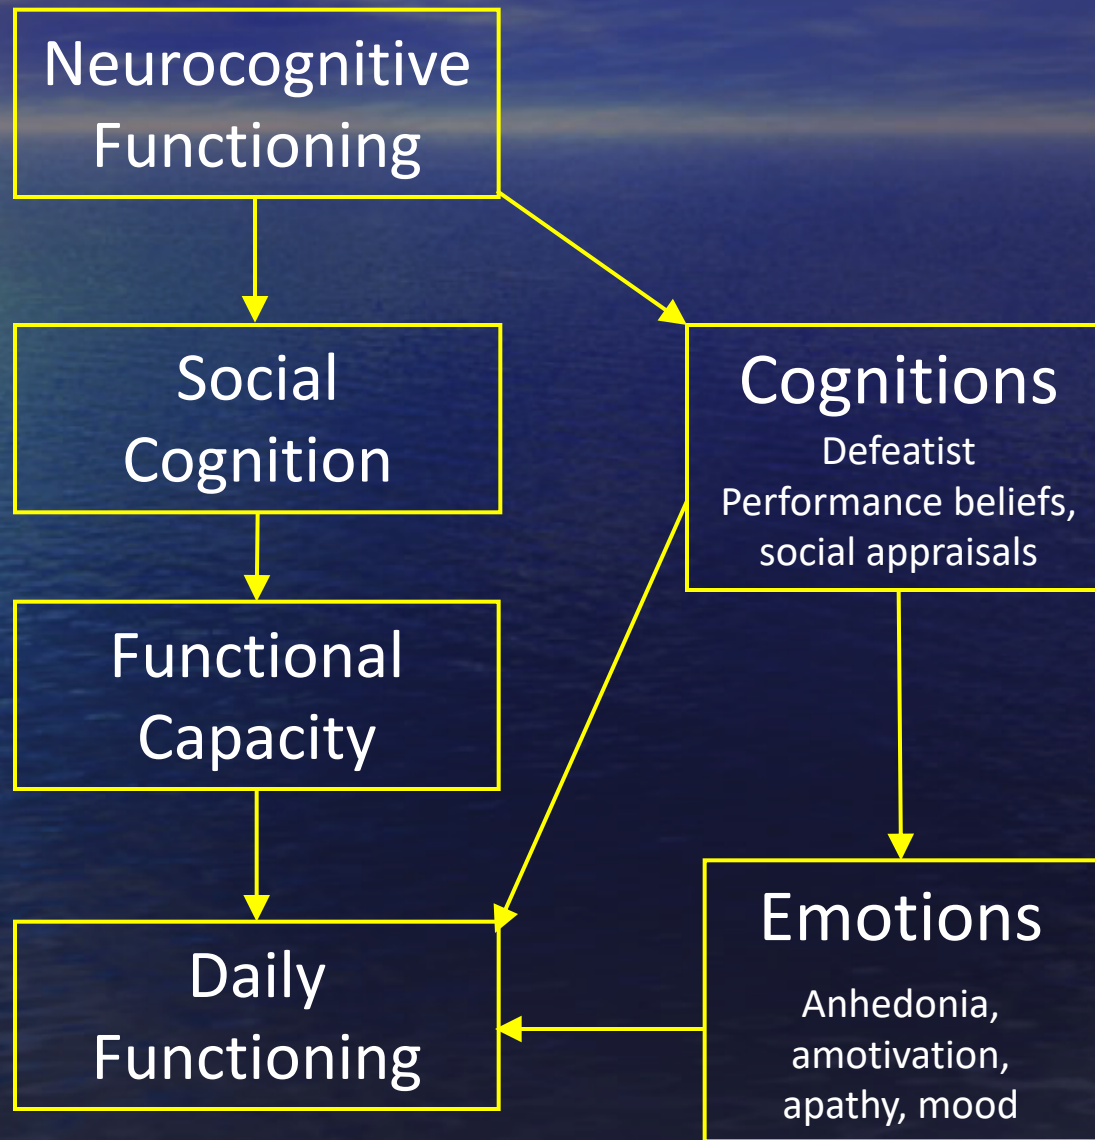 Neurocognitive
Functioning
Social
Cognition
Functional
Capacity
Daily
Functioning
Cognitions
Defeatist
Performance beliefs,
social appraisals
Emotions
Anhedonia,
amotivation,
apathy, mood